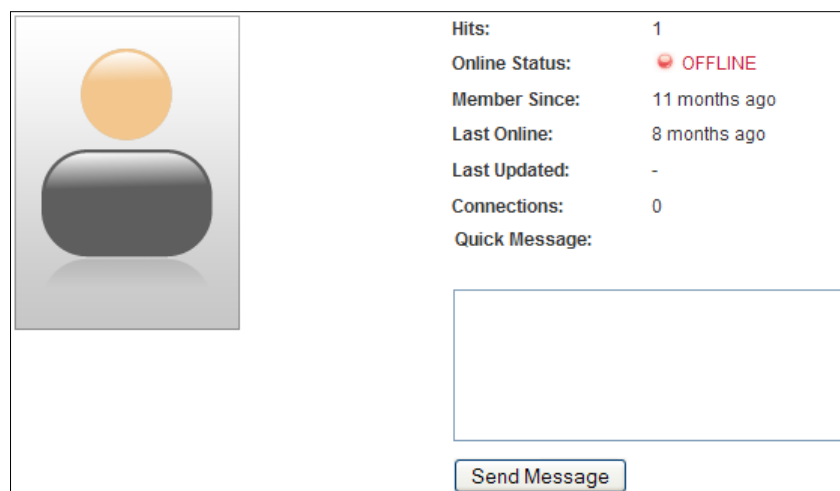 Hits: 1
Online Status: OFFLINE
Member Since: 11 months ago
Last Online: 8 months ago
Last Updated: -
Connections: 0
Quick Message:
Send Message